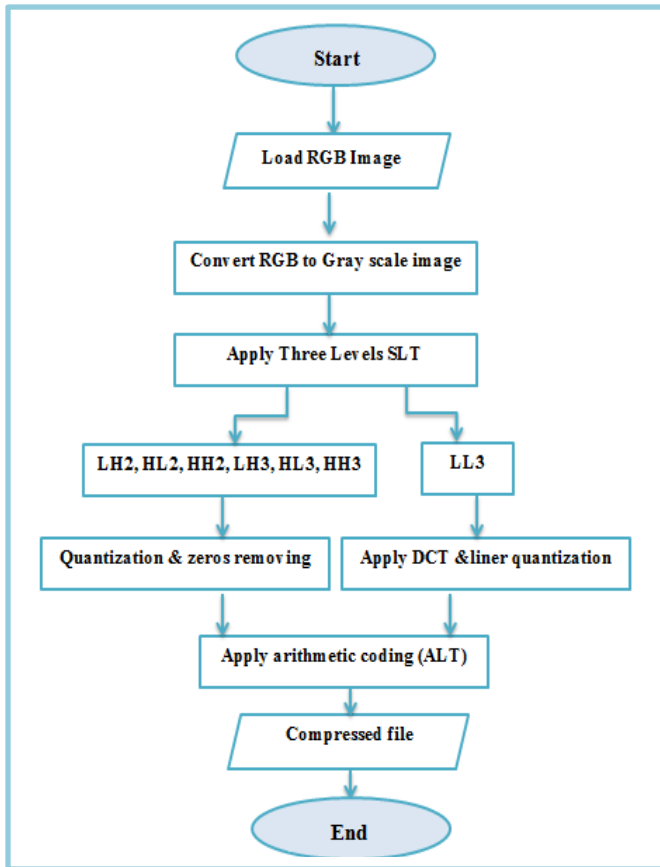 Start
Load RGB Image
Convert RGB to Gray scale image
Apply Three Levels SLT
LH2, HL2, HH2, LH3, HL3, HH3
LL3
Quantization & zeros removing
Apply DCT &liner quantization
Apply arithmetic coding (ALT)
Compressed file
End